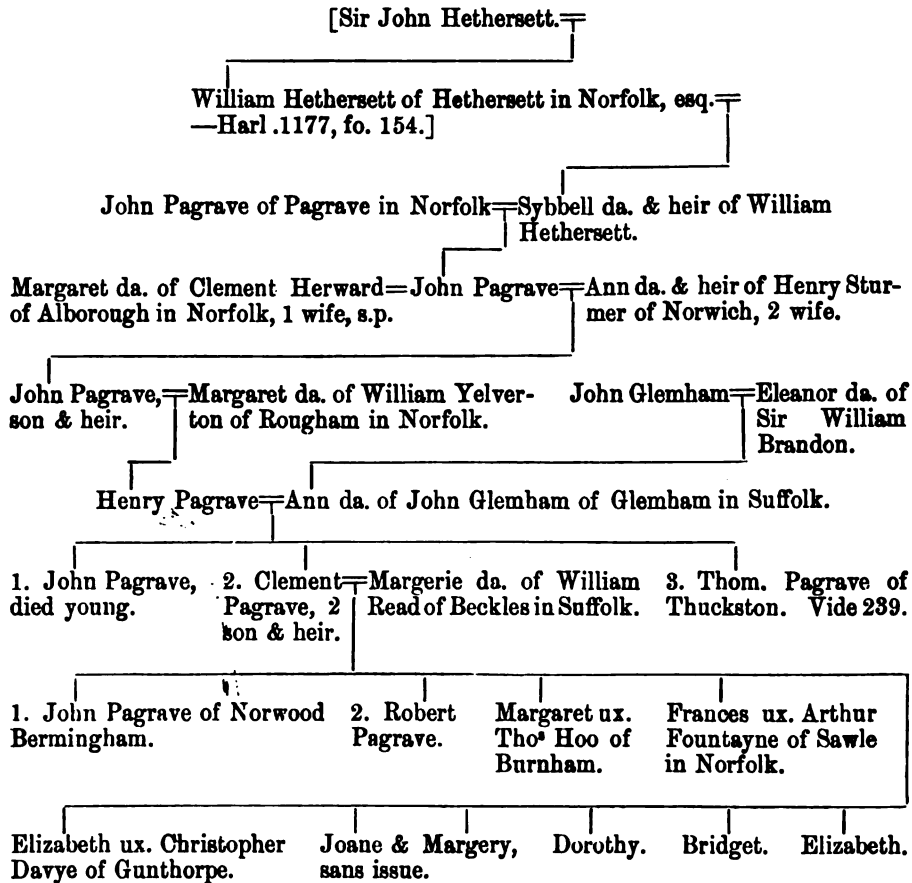 [Sir John Hethersett.=
William Hethersett of Hethersett in Norfolk, esq.=
—Harl .1177, fo. 154.]
John Pagrave of Pagrave in Norfolk=Sybbell da. & heir of William
Hethersett.
Margaret da. of Clement Herward=John Pagrave=Ann da. & heir of Henry Stur-
of Alborough in Norfolk, 1 wife, s.p.
mer of Norwich, 2 wife.
John Pagrave,=Margaret da. of William Yelver-
son & heir.
ton of Rougham in Norfolk.
John Glemham=Eleanor da. of
Sir William
Brandon.
Henry Pagrave=Ann da. of John Glemham of Glemham in Suffolk.
1. John Pagrave,
died young.
2. Clement=Margerie da. of William
Pagrave, 2
Read of Beckles in Suffolk.
son & heir.
3. Thom. Pagrave of
Thuckston. Vide 239.
1. John Pagrave of Norwood
Bermingham.
2. Robert
Pagrave.
Margaret ux.
Thoˢ Hoo of
Burnham.
Frances ux. Arthur
Fountayne of Sawle
in Norfolk.
Elizabeth ux. Christopher
Davye of Gunthorpe.
Joane & Margery,
sans issue.
Dorothy.
Bridget.
Elizabeth.